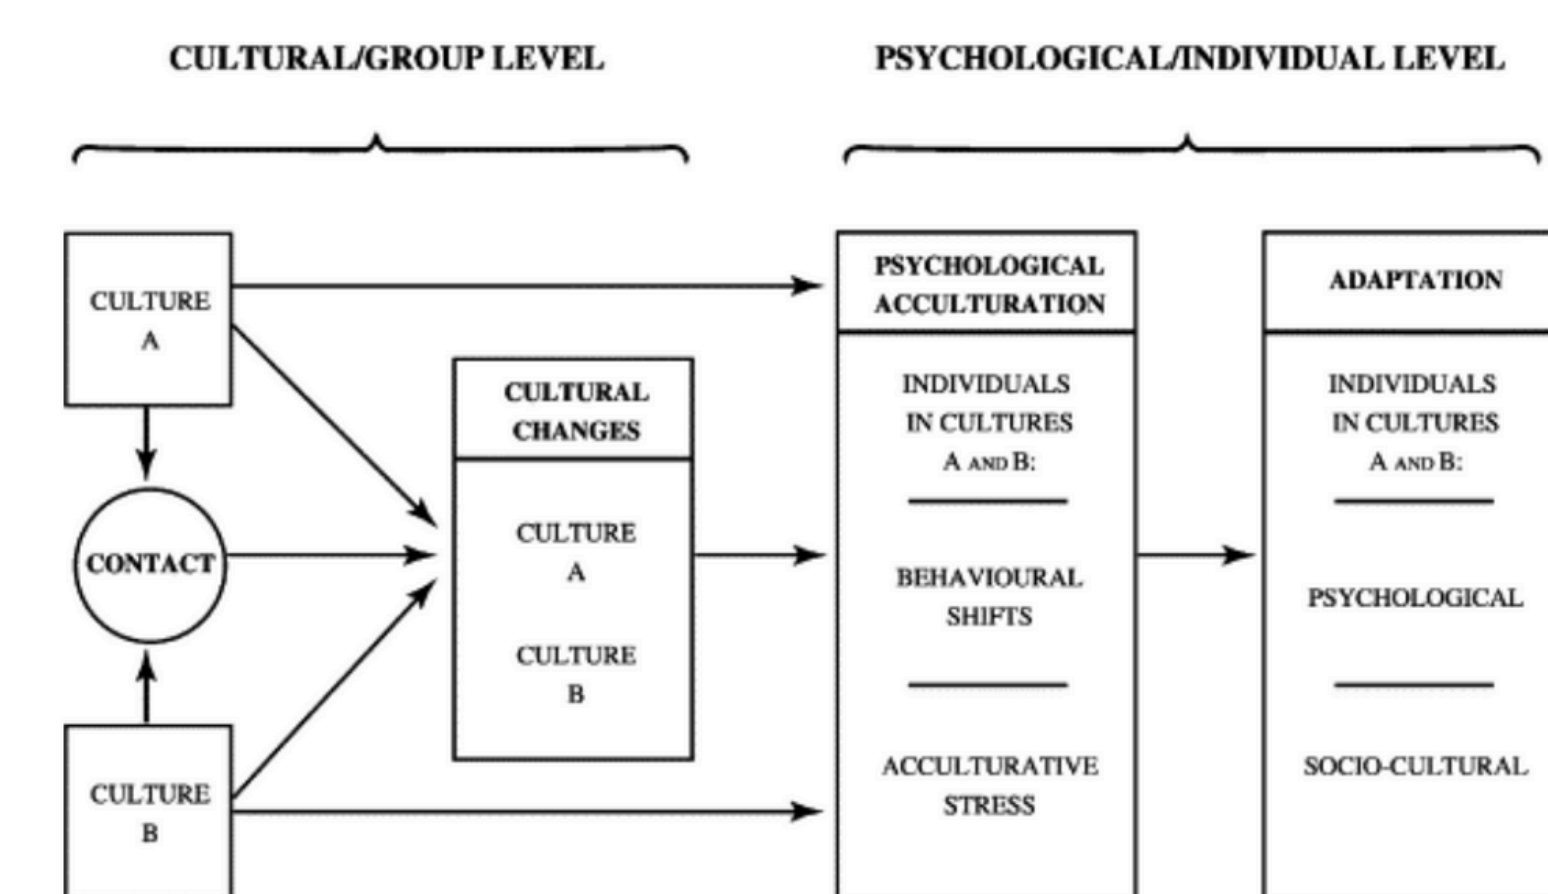 CULTURAL/GROUP LEVEL
PSYCHOLOGICAL/INDIVIDUAL LEVEL
CULTURE
A
CONTACT
CULTURE
B
CULTURAL
CHANGES
CULTURE
A
CULTURE
B
PSYCHOLOGICAL
ACCULTURATION
INDIVIDUALS
IN CULTURES
A AND B:
BEHAVIOURAL
SHIFTS
ACCULTURATIVE
STRESS
ADAPTATION
INDIVIDUALS
IN CULTURES
A AND B:
PSYCHOLOGICAL
SOCIO-CULTURAL